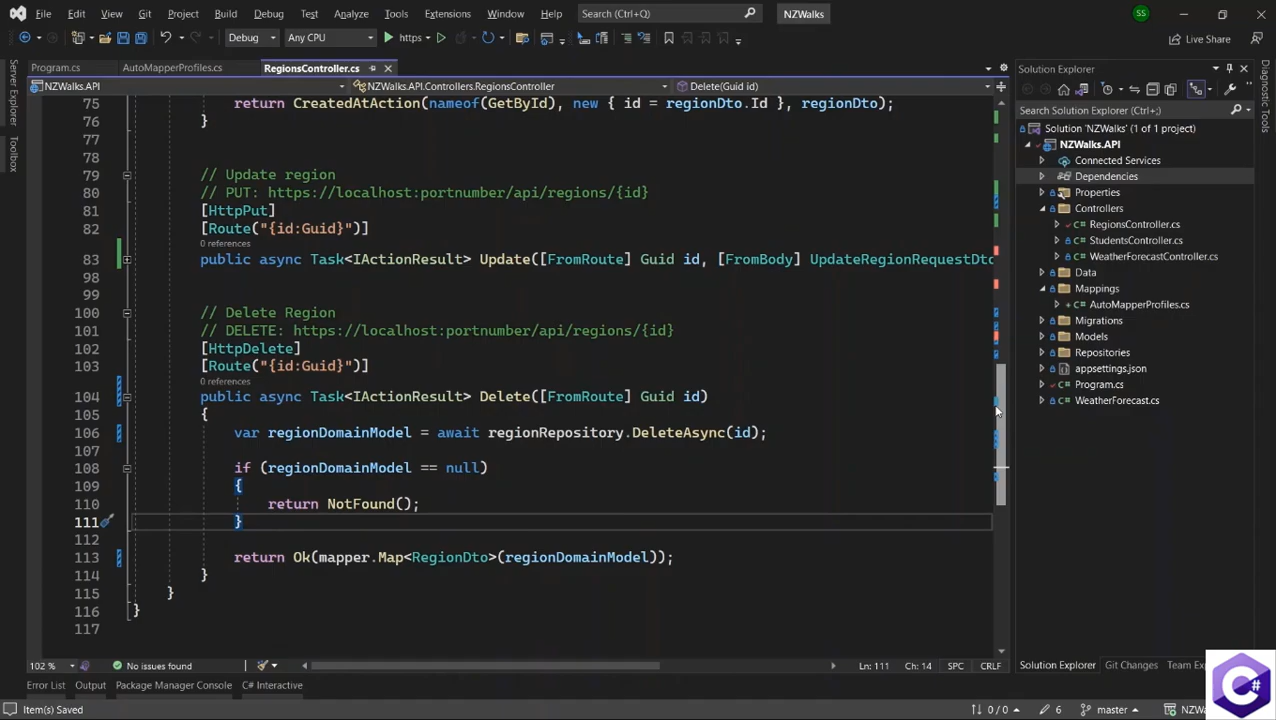 File Edit View Git Project Build Debug Test Analyze Tools Extensions Window Help Search (Ctrl+;) NZWalks SS
Debug Any CPU https Live Share
Program.cs AutoMapperProfiles.cs RegionsController.cs
NZWalks.API NZWalks.API.Controllers.RegionsController Delete(Guid id)
Server Explorer
Toolbox
75 return CreatedAtAction(nameof(GetById), new { id = regionDto.Id }, regionDto);
76 }
77
78
79 // Update region
80 // PUT: https://localhost:portnumber/api/regions/{id}
81 [HttpPut]
82 [Route("{id:Guid}")]
0 references
83 public async Task<IActionResult> Update([FromRoute] Guid id, [FromBody] UpdateRegionRequestDto
98
99
100 // Delete Region
101 // DELETE: https://localhost:portnumber/api/regions/{id}
102 [HttpDelete]
103 [Route("{id:Guid}")]
0 references
104 public async Task<IActionResult> Delete([FromRoute] Guid id)
105 {
106 var regionDomainModel = await regionRepository.DeleteAsync(id);
107
108 if (regionDomainModel == null)
109 {
110 return NotFound();
111 }
112
113 return Ok(mapper.Map<RegionDto>(regionDomainModel));
114 }
115 }
116 }
117
102 % No issues found Ln: 111 Ch: 14 SPC CRLF
Solution Explorer
Search Solution Explorer (Ctrl+;)
Solution 'NZWalks' (1 of 1 project)
NZWalks.API
Connected Services
Dependencies
Properties
Controllers
RegionsController.cs
StudentsController.cs
WeatherForecastController.cs
Data
Mappings
AutoMapperProfiles.cs
Migrations
Models
Repositories
appsettings.json
Program.cs
WeatherForecast.cs
Solution Explorer Git Changes Team Exp
Diagnostic Tools
Error List Output Package Manager Console C# Interactive
Item(s) Saved 0 / 0 6 master NZWa
C#